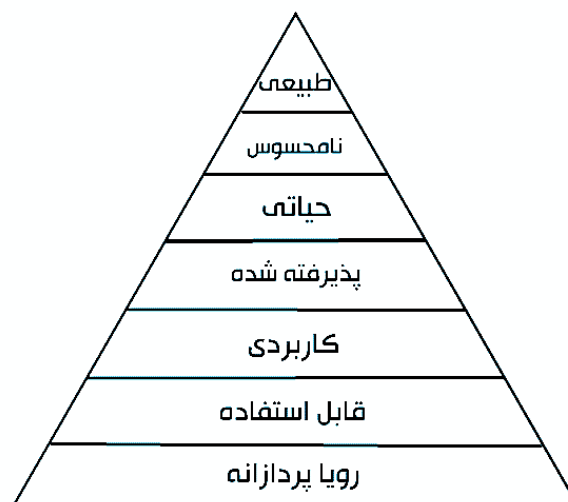 طبیعی
نامحسوس
حیاتی
پذیرفته شده
کاربردی
قابل استفاده
رویا پردازانه